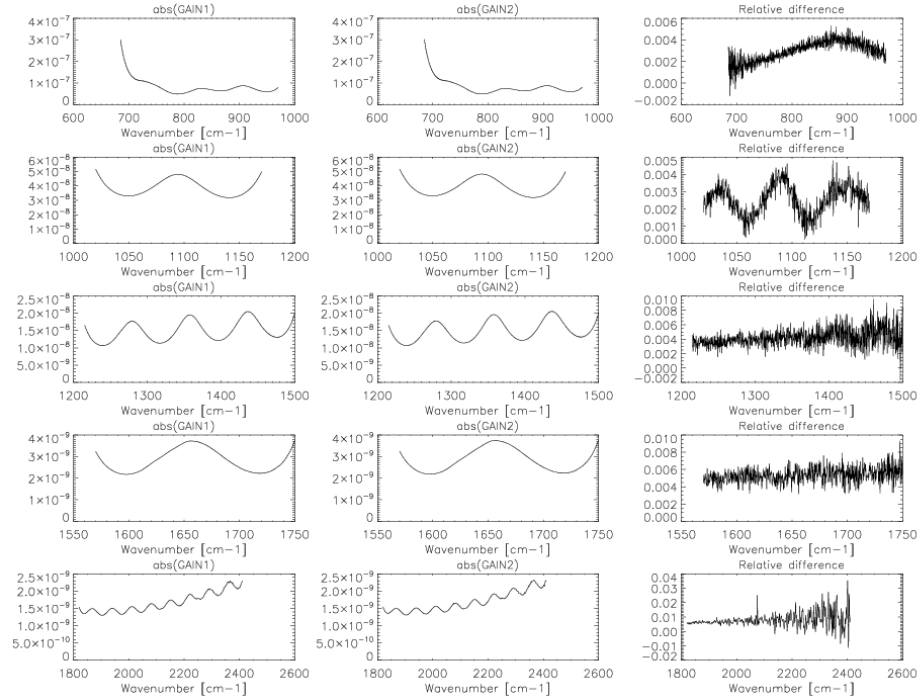 abs(GAIN1)
4×10⁻⁷
3×10⁻⁷
2×10⁻⁷
1×10⁻⁷
0
600 700 800 900 1000
Wavenumber [cm−1]
abs(GAIN2)
4×10⁻⁷
3×10⁻⁷
2×10⁻⁷
1×10⁻⁷
0
600 700 800 900 1000
Wavenumber [cm−1]
Relative difference
0.006
0.004
0.002
0.000
−0.002
600 700 800 900 1000
Wavenumber [cm−1]
abs(GAIN1)
6×10⁻⁸
5×10⁻⁸
4×10⁻⁸
3×10⁻⁸
2×10⁻⁸
1×10⁻⁸
0
1000 1050 1100 1150 1200
Wavenumber [cm−1]
abs(GAIN2)
6×10⁻⁸
5×10⁻⁸
4×10⁻⁸
3×10⁻⁸
2×10⁻⁸
1×10⁻⁸
0
1000 1050 1100 1150 1200
Wavenumber [cm−1]
Relative difference
0.005
0.004
0.003
0.002
0.001
0.000
1000 1050 1100 1150 1200
Wavenumber [cm−1]
abs(GAIN1)
2.5×10⁻⁸
2.0×10⁻⁸
1.5×10⁻⁸
1.0×10⁻⁸
5.0×10⁻⁹
0
1200 1300 1400 1500
Wavenumber [cm−1]
abs(GAIN2)
2.5×10⁻⁸
2.0×10⁻⁸
1.5×10⁻⁸
1.0×10⁻⁸
5.0×10⁻⁹
0
1200 1300 1400 1500
Wavenumber [cm−1]
Relative difference
0.010
0.008
0.006
0.004
0.002
0.000
−0.002
1200 1300 1400 1500
Wavenumber [cm−1]
abs(GAIN1)
4×10⁻⁹
3×10⁻⁹
2×10⁻⁹
1×10⁻⁹
0
1550 1600 1650 1700 1750
Wavenumber [cm−1]
abs(GAIN2)
4×10⁻⁹
3×10⁻⁹
2×10⁻⁹
1×10⁻⁹
0
1550 1600 1650 1700 1750
Wavenumber [cm−1]
Relative difference
0.010
0.008
0.006
0.004
0.002
0.000
1550 1600 1650 1700 1750
Wavenumber [cm−1]
abs(GAIN1)
2.5×10⁻⁹
2.0×10⁻⁹
1.5×10⁻⁹
1.0×10⁻⁹
5.0×10⁻¹⁰
0
1800 2000 2200 2400 2600
Wavenumber [cm−1]
abs(GAIN2)
2.5×10⁻⁹
2.0×10⁻⁹
1.5×10⁻⁹
1.0×10⁻⁹
5.0×10⁻¹⁰
0
1800 2000 2200 2400 2600
Wavenumber [cm−1]
Relative difference
0.04
0.03
0.02
0.01
0.00
−0.01
−0.02
1800 2000 2200 2400 2600
Wavenumber [cm−1]